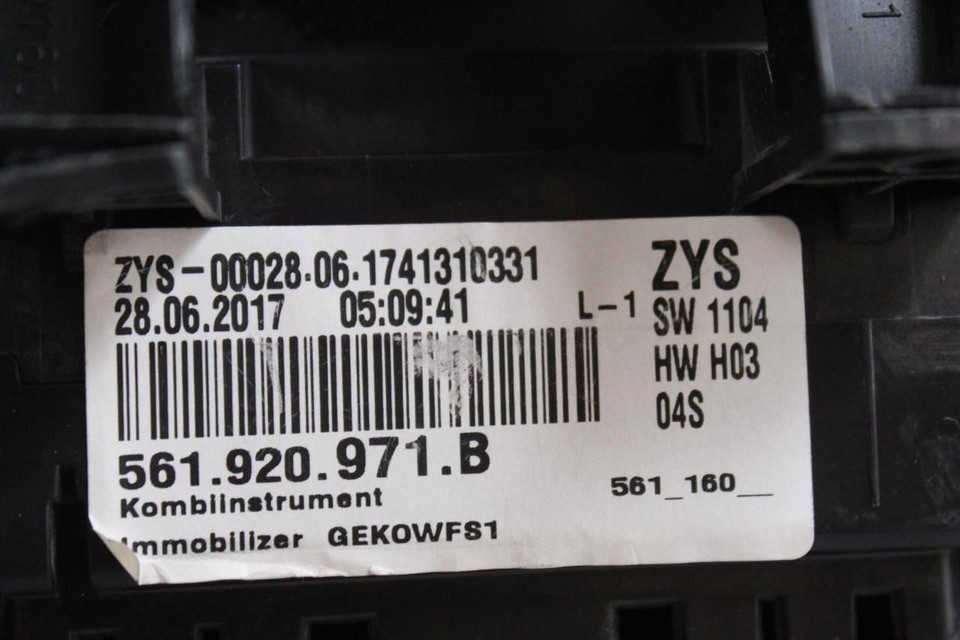 ZYS-00028-06-1741310331
28.06.2017 05:09:41
L-1
ZYS
SW 1104
HW H03
04S
561.920.971.B
Kombiinstrument
561_160__
Immobilizer GEKOWFS1